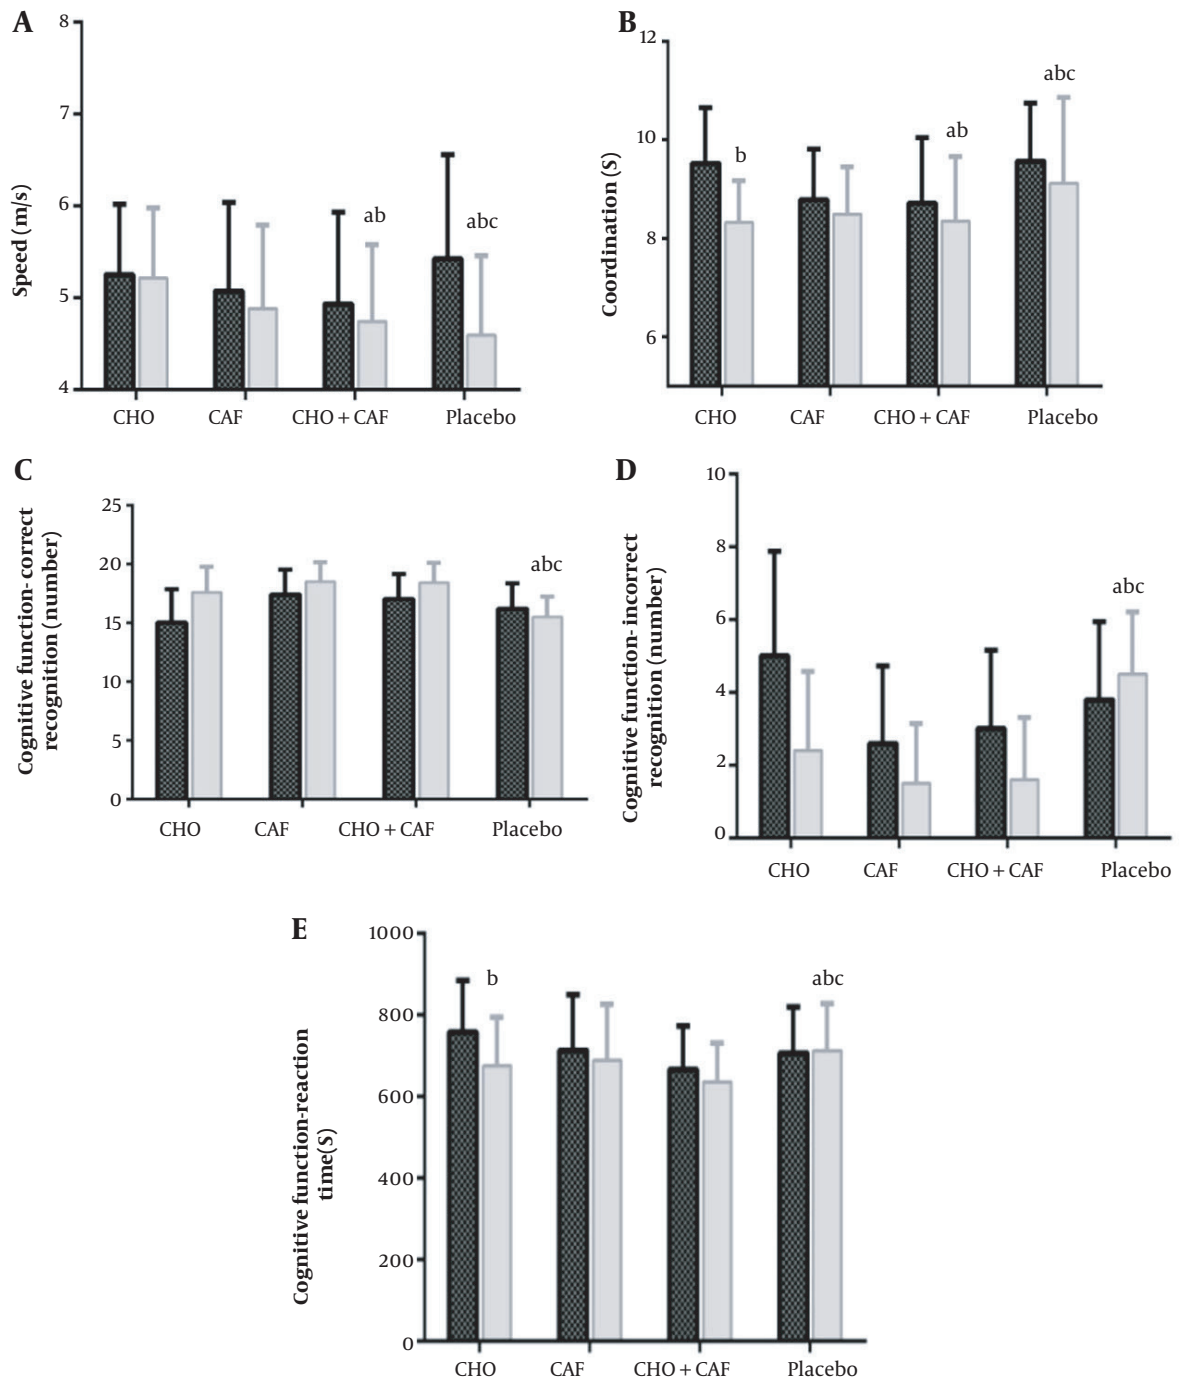 A
8
7
6
5
4
Speed (m/s)
ab
abc
CHO
CAF
CHO + CAF
Placebo
B
12
10
8
6
Coordination (S)
b
ab
abc
CHO
CAF
CHO + CAF
Placebo
C
25
20
15
10
5
0
Cognitive function- correct
recognition (number)
abc
CHO
CAF
CHO + CAF
Placebo
D
10
8
6
4
2
0
Cognitive function- incorrect
recognition (number)
abc
CHO
CAF
CHO + CAF
Placebo
E
1000
800
600
400
200
0
Cognitive function-reaction
time(S)
b
abc
CHO
CAF
CHO + CAF
Placebo